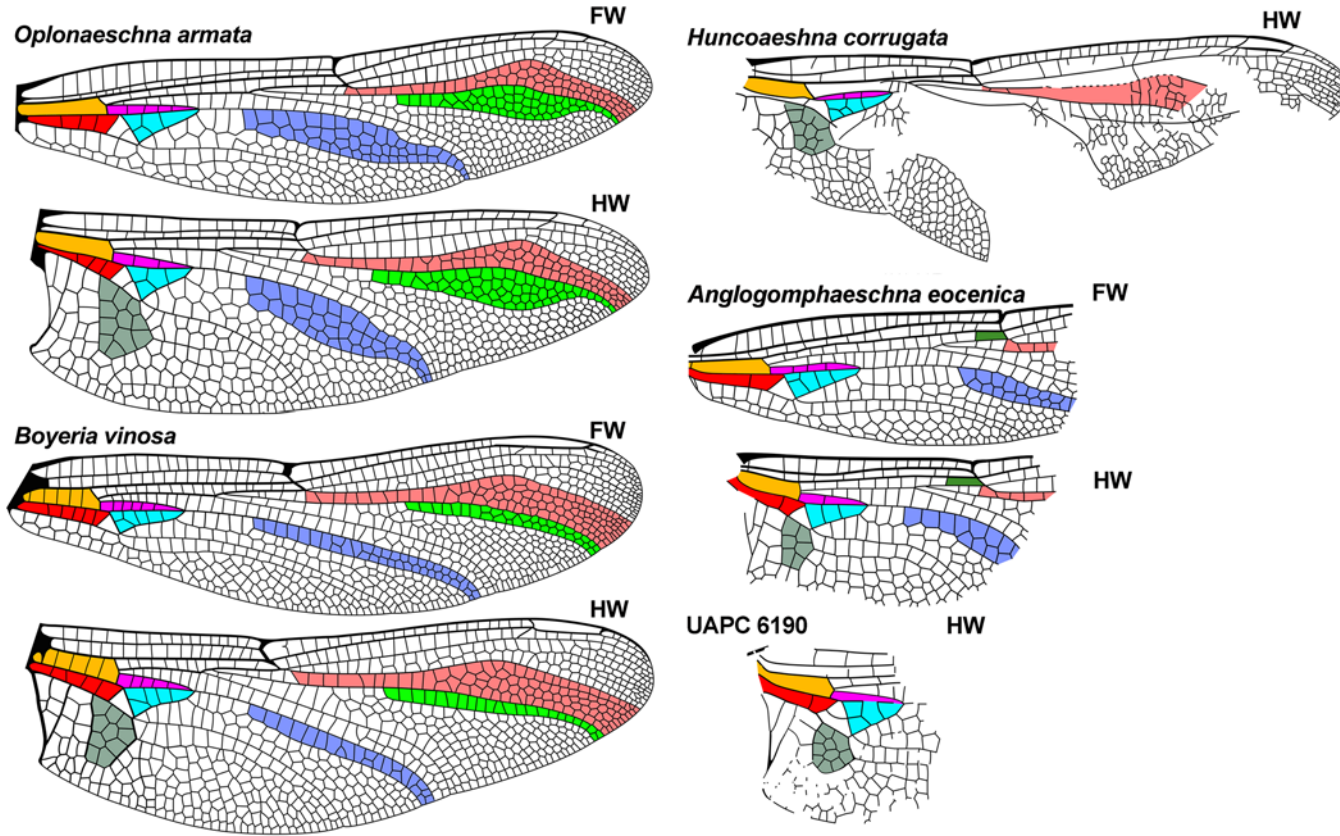 Oplonaeschna armata
FW
HW
Boyeria vinosa
FW
HW
Huncoaeshna corrugata
HW
Anglogomphaeschna eocenica
FW
HW
UAPC 6190
HW